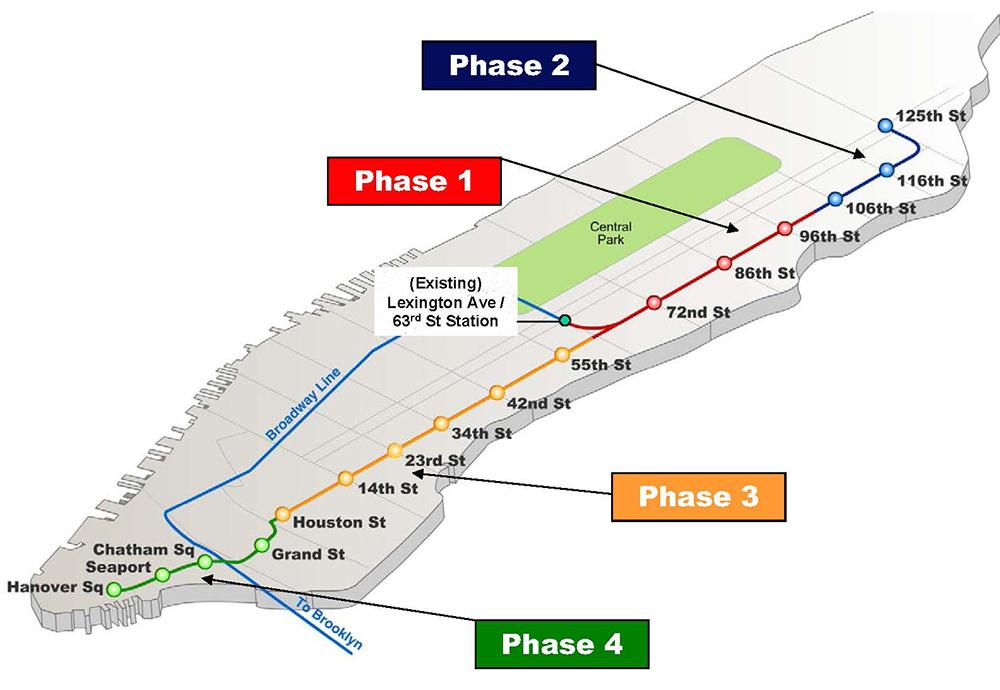 Phase 2
125th St
116th St
Phase 1
106th St
Central
Park
96th St
86th St
(Existing)
Lexington Ave /
63rd St Station
72nd St
55th St
Broadway Line
42nd St
34th St
23rd St
14th St
Phase 3
Houston St
Chatham Sq
Grand St
Seaport
Hanover Sq
To Brooklyn
Phase 4